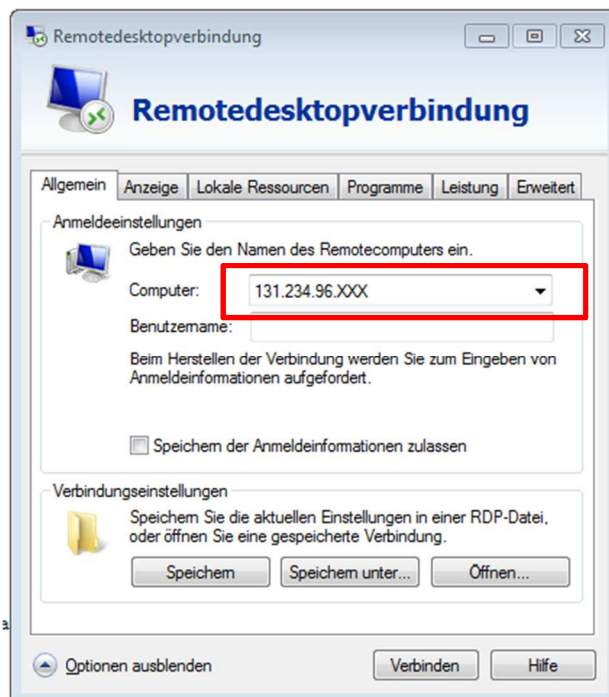 Remotedesktopverbindung
Remotedesktopverbindung
Allgemein Anzeige Lokale Ressourcen Programme Leistung Erweitert
Anmeldeeinstellungen
Geben Sie den Namen des Remotecomputers ein.
Computer: 131.234.96.XXX
Benutzername:
Beim Herstellen der Verbindung werden Sie zum Eingeben von
Anmeldeinformationen aufgefordert.
Speichern der Anmeldeinformationen zulassen
Verbindungseinstellungen
Speichern Sie die aktuellen Einstellungen in einer RDP-Datei,
oder öffnen Sie eine gespeicherte Verbindung.
Speichern Speichern unter... Öffnen...
Optionen ausblenden Verbinden Hilfe